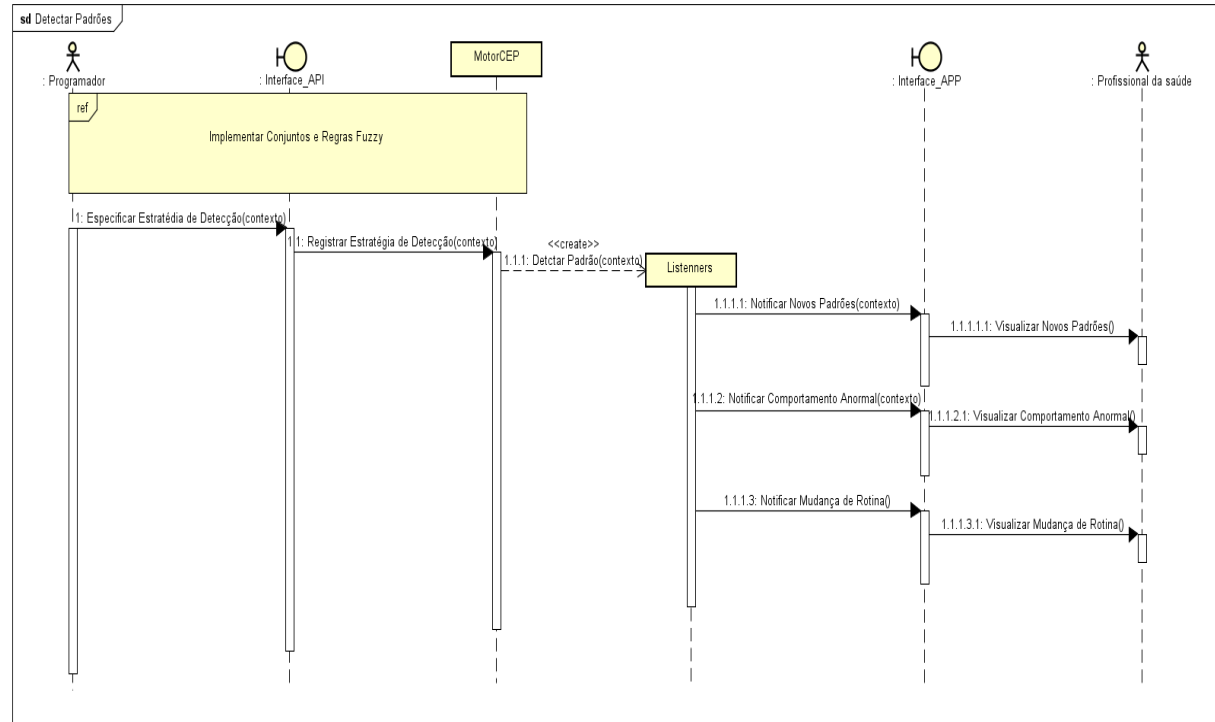 sd Detectar Padrões
: Programador
: Interface_API
MotorCEP
: Interface_APP
: Profissional da saúde
ref
Implementar Conjuntos e Regras Fuzzy
1: Especificar Estratédia de Detecção(contexto)
1.1: Registrar Estratégia de Detecção(contexto)
<<create>>
1.1.1: Detctar Padrão(contexto)
Listenners
1.1.1.1: Notificar Novos Padrões(contexto)
1.1.1.1.1: Visualizar Novos Padrões()
1.1.1.2: Notificar Comportamento Anormal(contexto)
1.1.1.2.1: Visualizar Comportamento Anormal()
1.1.1.3: Notificar Mudança de Rotina()
1.1.1.3.1: Visualizar Mudança de Rotina()